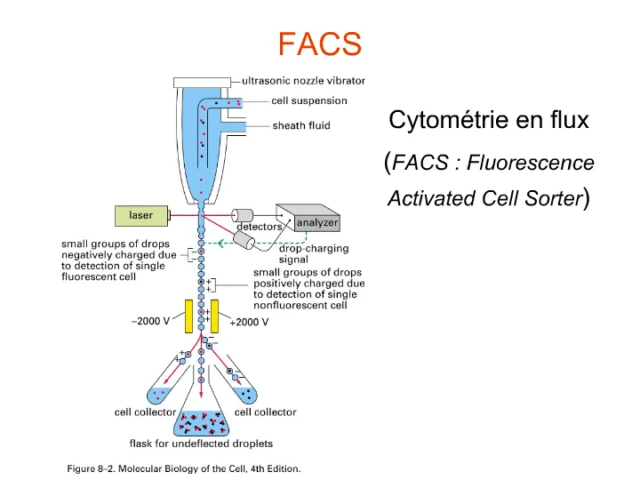 FACS
ultrasonic nozzle vibrator
cell suspension
sheath fluid
Cytométrie en flux
(FACS : Fluorescence
Activated Cell Sorter)
laser
detectors
analyzer
small groups of drops
negatively charged due
to detection of single
fluorescent cell
drop-charging
signal
small groups of drops
positively charged due
to detection of single
nonfluorescent cell
–2000 V
+2000 V
cell collector
cell collector
flask for undeflected droplets
Figure 8–2. Molecular Biology of the Cell, 4th Edition.